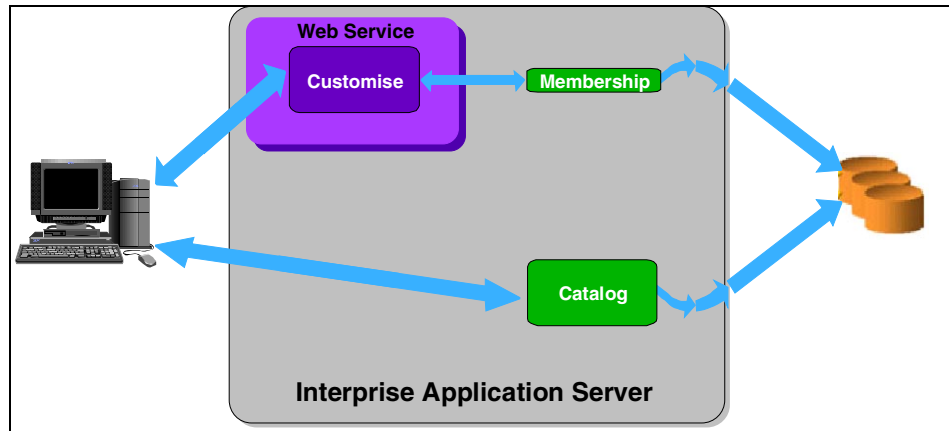 Web Service
Customise
Membership
Catalog
Interprise Application Server